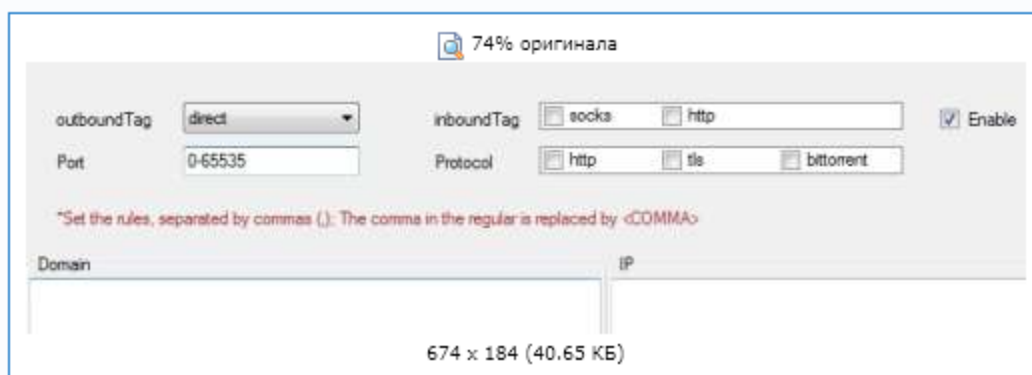 74% оригинала
outboundTag direct inboundTag socks http Enable
Port 0-65535 Protocol http tls bittorrent
*Set the rules, separated by commas (,); The comma in the regular is replaced by <COMMA>
Domain IP
674 x 184 (40.65 КБ)